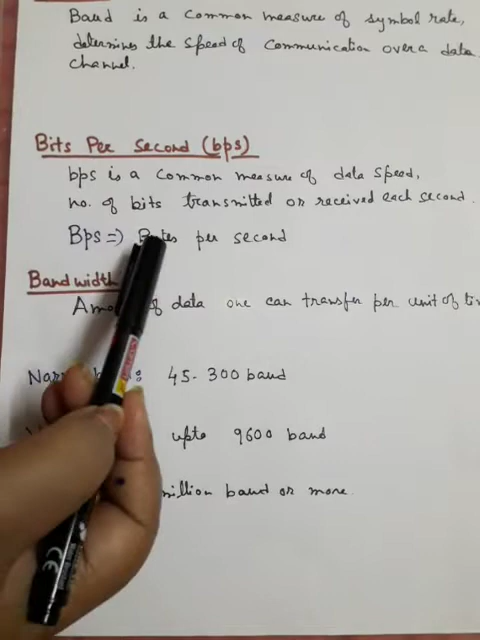 Baud is a common measure of symbol rate,
determines the speed of communication over a data
channel.
Bits Per Second (bps)
bps is a common measure of data speed,
no. of bits transmitted or received each second.
Bps => Bytes per second
Bandwidth
Amount of data one can transfer per unit of
45-300 baud
upto 9600 baud
million baud or more.
CE